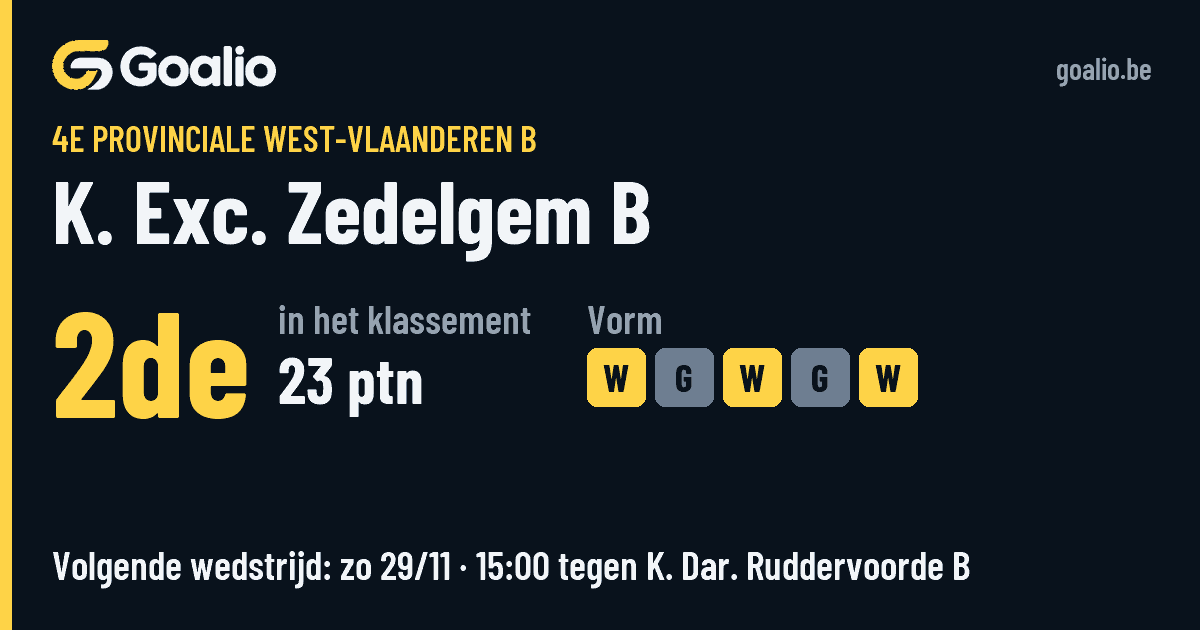 Goalio
goalio.be
4E PROVINCIALE WEST-VLAANDEREN B
K. Exc. Zedelgem B
2de
in het klassement
23 ptn
Vorm
W G W G W
Volgende wedstrijd: zo 29/11 · 15:00 tegen K. Dar. Ruddervoorde B